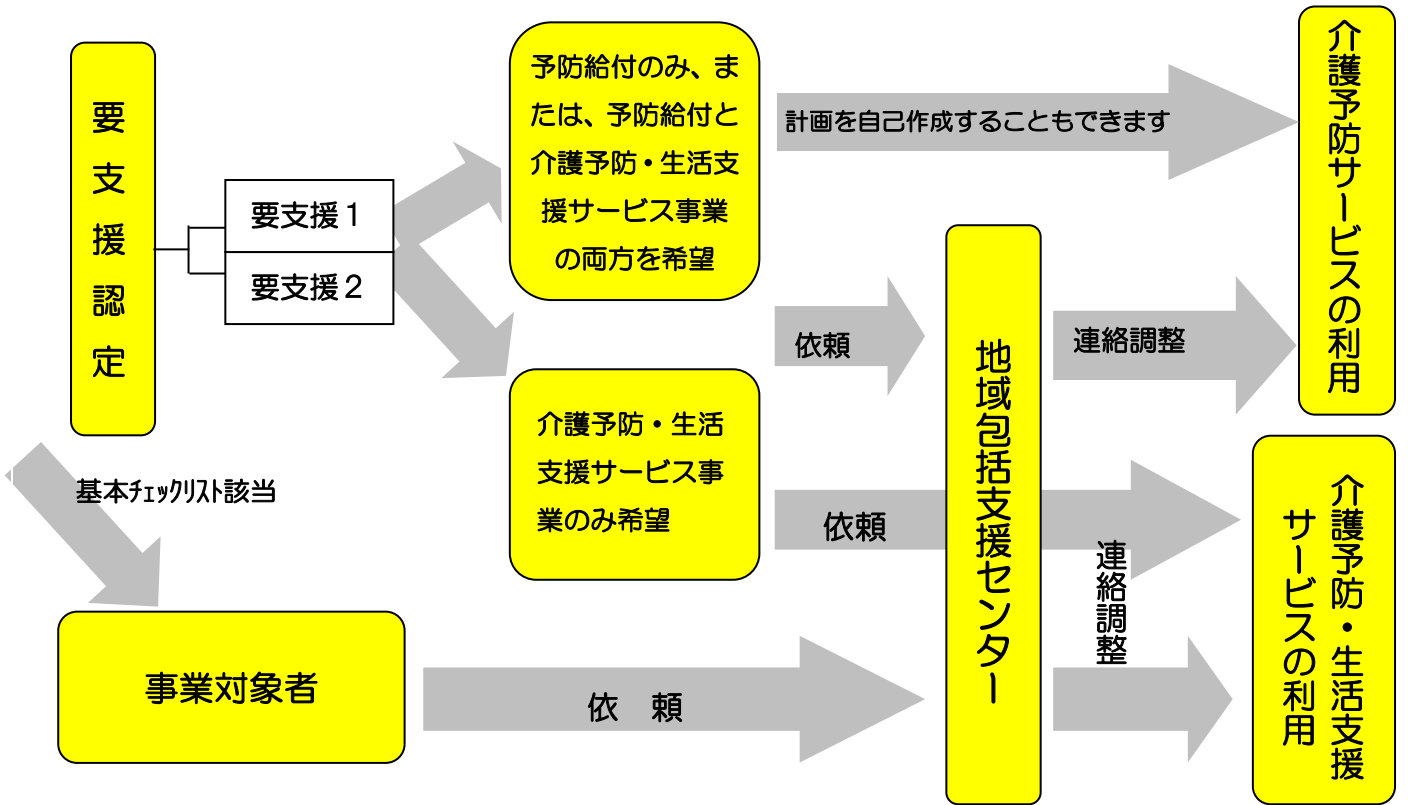 要支援認定
要支援１
要支援２
予防給付のみ、ま
たは、予防給付と
介護予防・生活支
援サービス事業
の両方を希望
計画を自己作成することもできます
介護予防サービスの利用
依頼
地域包括支援センター
連絡調整
介護予防・生活
支援サービス事
業のみ希望
依頼
連絡調整
介護予防・生活支援
サービスの利用
基本ﾁｪｯｸﾘｽﾄ該当
事業対象者
依　頼